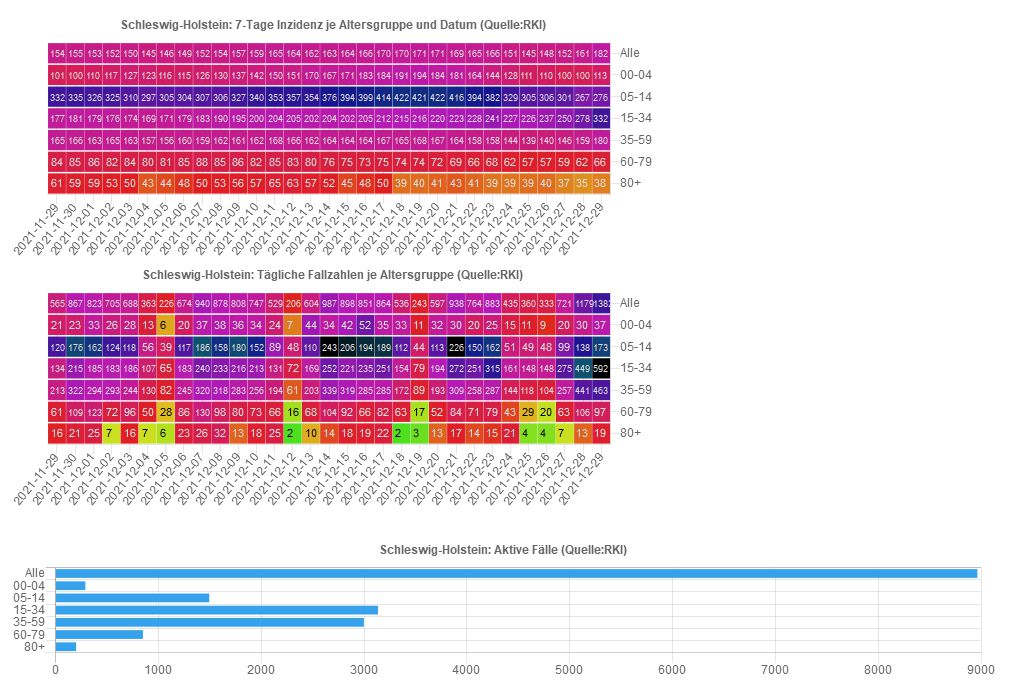 Schleswig-Holstein: 7-Tage Inzidenz je Altersgruppe und Datum (Quelle:RKI)
154 155 153 152 150 145 146 149 152 154 157 159 165 164 162 163 164 166 170 170 171 171 169 165 166 151 145 148 152 161 182 Alle
101 100 110 117 127 123 116 115 126 130 137 142 150 151 170 167 171 183 184 191 194 184 181 164 144 128 111 110 100 100 113 00-04
332 335 326 325 310 297 305 304 307 306 327 340 353 357 354 376 394 399 414 422 421 422 416 394 382 329 305 306 301 267 276 05-14
177 181 179 176 174 169 171 179 183 190 195 200 204 205 202 204 202 205 212 215 216 220 223 228 241 227 226 237 250 278 332 15-34
165 166 163 165 163 157 156 160 159 162 161 162 168 166 162 164 164 164 165 167 168 167 164 158 158 144 139 140 146 159 180 35-59
84 85 86 82 84 80 81 85 88 85 86 82 85 83 80 76 75 73 75 74 74 72 69 66 68 62 57 57 59 62 66 60-79
61 59 59 53 50 43 44 48 50 53 56 57 65 63 57 52 45 48 50 39 40 41 43 41 39 39 39 40 37 35 38 80+
2021-11-29 2021-11-30 2021-12-01 2021-12-02 2021-12-03 2021-12-04 2021-12-05 2021-12-06 2021-12-07 2021-12-08 2021-12-09 2021-12-10 2021-12-11 2021-12-12 2021-12-13 2021-12-14 2021-12-15 2021-12-16 2021-12-17 2021-12-18 2021-12-19 2021-12-20 2021-12-21 2021-12-22 2021-12-23 2021-12-24 2021-12-25 2021-12-26 2021-12-27 2021-12-28 2021-12-29
Schleswig-Holstein: Tägliche Fallzahlen je Altersgruppe (Quelle:RKI)
565 867 823 705 688 363 226 674 940 878 808 747 529 206 604 987 898 851 864 536 243 597 938 764 883 435 360 333 721 1179 1382 Alle
21 23 33 26 28 13 6 20 37 38 36 34 24 7 44 34 42 52 35 33 11 32 30 20 25 15 11 9 20 30 37 00-04
120 176 162 124 118 56 39 117 186 158 180 152 89 48 110 243 206 194 189 112 44 113 226 150 162 51 49 48 99 138 173 05-14
134 215 185 183 186 107 65 183 240 233 216 213 131 72 169 252 221 235 251 154 79 194 272 251 315 161 148 148 275 449 592 15-34
213 322 294 293 244 130 82 245 320 318 283 256 194 61 203 339 319 285 285 172 89 193 309 258 287 144 118 104 257 441 463 35-59
61 109 123 72 96 50 28 86 130 98 80 73 66 16 68 104 92 66 82 63 17 52 84 71 79 43 29 20 63 106 97 60-79
16 21 25 7 16 7 6 23 26 32 13 18 25 2 10 14 18 19 22 2 3 13 17 14 15 21 4 4 7 13 19 80+
2021-11-29 2021-11-30 2021-12-01 2021-12-02 2021-12-03 2021-12-04 2021-12-05 2021-12-06 2021-12-07 2021-12-08 2021-12-09 2021-12-10 2021-12-11 2021-12-12 2021-12-13 2021-12-14 2021-12-15 2021-12-16 2021-12-17 2021-12-18 2021-12-19 2021-12-20 2021-12-21 2021-12-22 2021-12-23 2021-12-24 2021-12-25 2021-12-26 2021-12-27 2021-12-28 2021-12-29
Schleswig-Holstein: Aktive Fälle (Quelle:RKI)
Alle
00-04
05-14
15-34
35-59
60-79
80+
0 1000 2000 3000 4000 5000 6000 7000 8000 9000